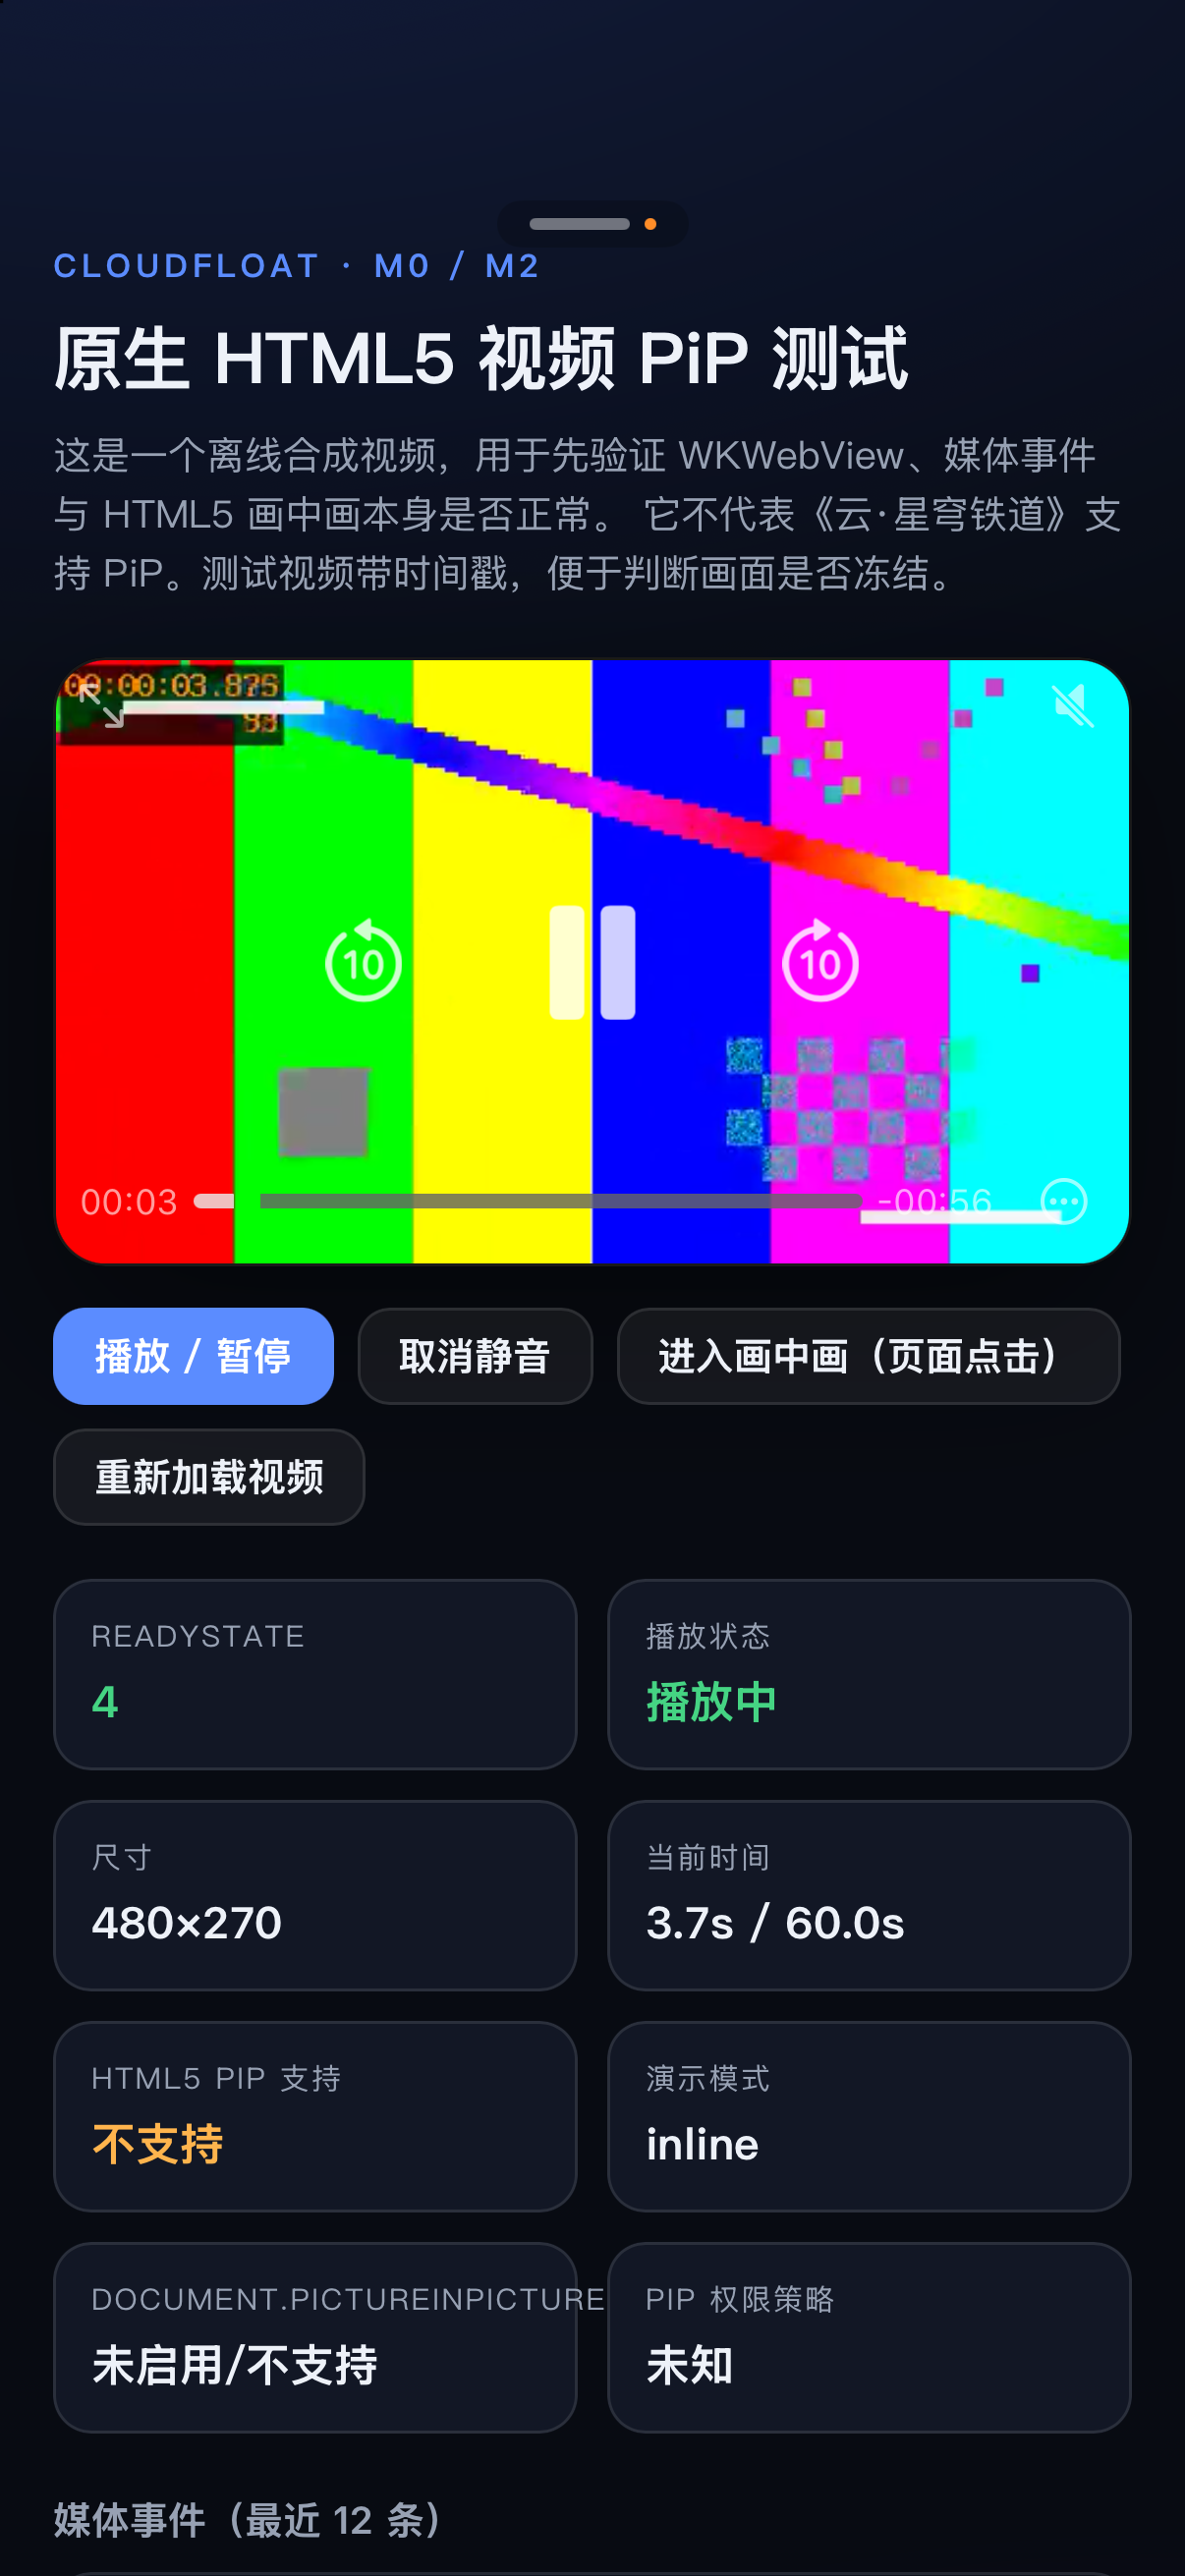 CLOUDFLOAT · M0 / M2
原生 HTML5 视频 PiP 测试
这是一个离线合成视频，用于先验证 WKWebView、媒体事件
与 HTML5 画中画本身是否正常。 它不代表《云·星穹铁道》支
持 PiP。测试视频带时间戳，便于判断画面是否冻结。
00:00:03.875
93
10
10
00:03
-00:56
播放 / 暂停
取消静音
进入画中画（页面点击）
重新加载视频
READYSTATE
4
播放状态
播放中
尺寸
480×270
当前时间
3.7s / 60.0s
HTML5 PIP 支持
不支持
演示模式
inline
DOCUMENT.PICTUREINPICTURE
未启用/不支持
PIP 权限策略
未知
媒体事件（最近 12 条）